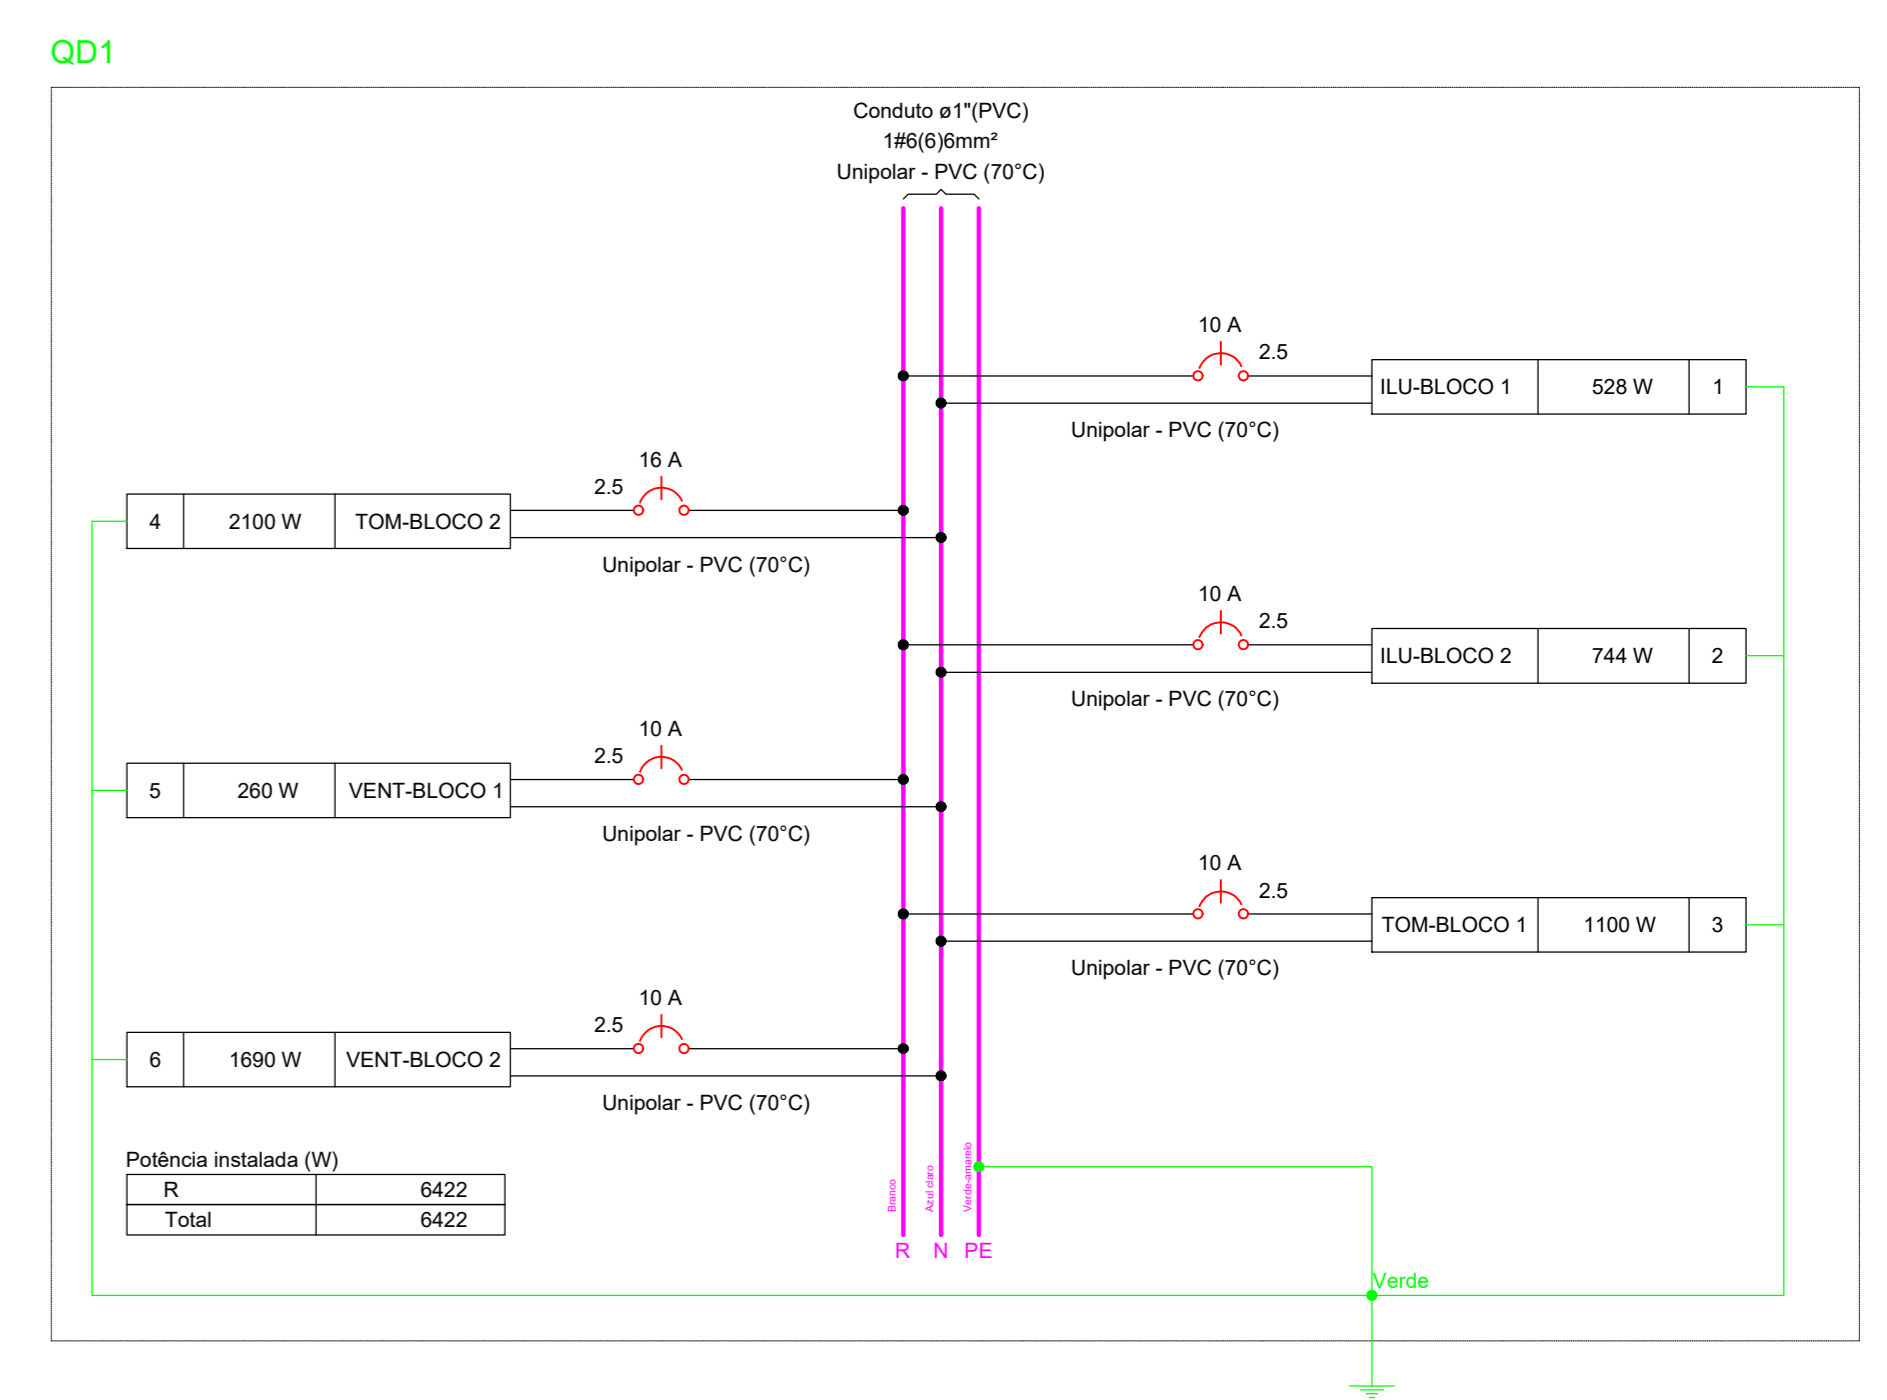 QD1
Conduto ø1"(PVC)
1#6(6)6mm²
Unipolar - PVC (70°C)
10 A
2.5
ILU-BLOCO 1 528 W 1
Unipolar - PVC (70°C)
16 A
2.5
4 2100 W TOM-BLOCO 2
Unipolar - PVC (70°C)
10 A
2.5
ILU-BLOCO 2 744 W 2
Unipolar - PVC (70°C)
10 A
2.5
5 260 W VENT-BLOCO 1
Unipolar - PVC (70°C)
10 A
2.5
TOM-BLOCO 1 1100 W 3
Unipolar - PVC (70°C)
10 A
2.5
6 1690 W VENT-BLOCO 2
Unipolar - PVC (70°C)
Potência instalada (W)
R 6422
Total 6422
Branco
Azul claro
Verde-amarelo
R N PE
Verde